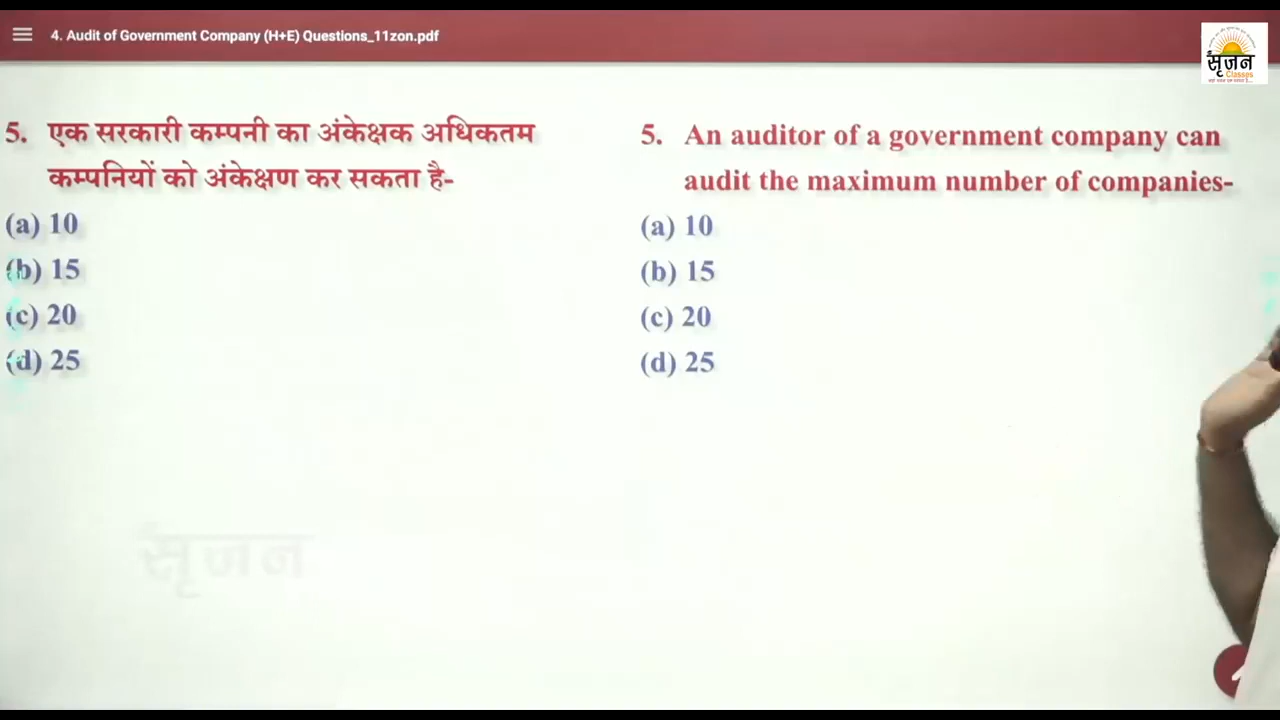 4. Audit of Government Company (H+E) Questions_11zon.pdf
सृजन
Classes
5. एक सरकारी कम्पनी का अंकेक्षक अधिकतम
कम्पनियों को अंकेक्षण कर सकता है-
(a) 10
(b) 15
(c) 20
(d) 25
5. An auditor of a government company can
audit the maximum number of companies-
(a) 10
(b) 15
(c) 20
(d) 25
सृजन